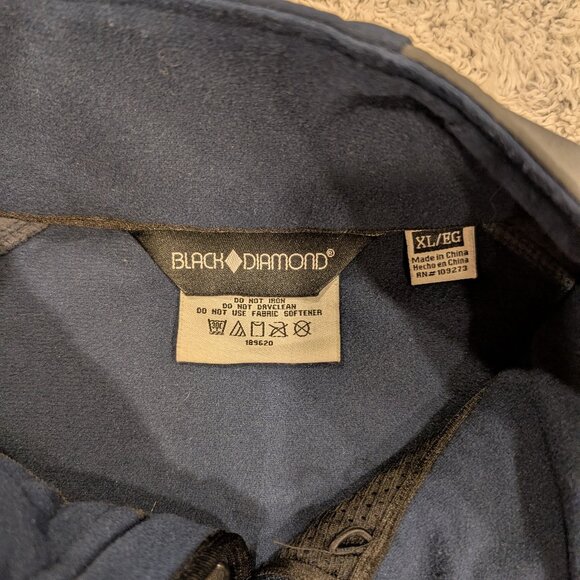 BLACK DIAMOND®
DO NOT IRON
DO NOT DRYCLEAN
DO NOT USE FABRIC SOFTENER
189620
XL/EG
Made in China
Hecho en China
RN# 109273